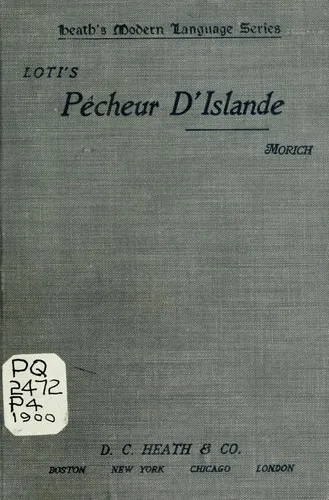 Heath's Modern Language Series
LOTI'S
Pêcheur D'Islande
MORICH
PQ
2472
P4
1900
D. C. HEATH & CO.
BOSTON NEW YORK CHICAGO LONDON